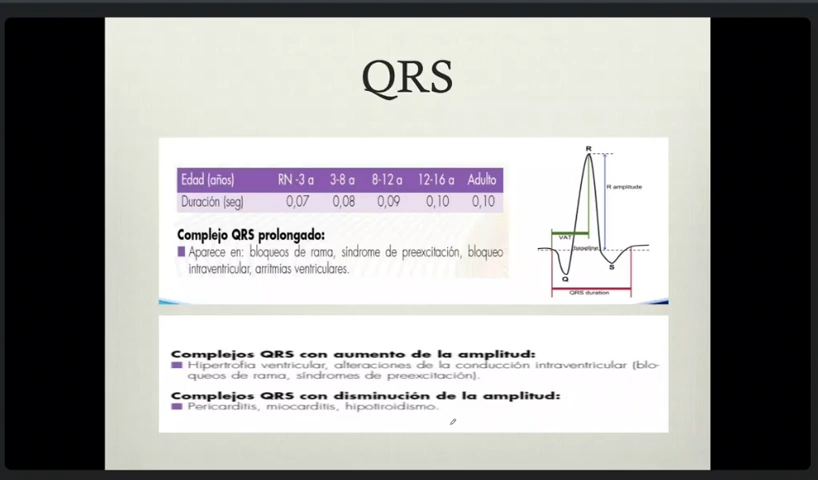 QRS
Edad (años) RN -3 a 3-8 a 8-12 a 12-16 a Adulto
Duración (seg) 0,07 0,08 0,09 0,10 0,10
Complejo QRS prolongado:
Aparece en: bloqueos de rama, síndrome de preexcitación, bloqueo
intraventricular, arritmias ventriculares.
R
R amplitude
VAT
baseline
S
Q
QRS duration
Complejos QRS con aumento de la amplitud:
Hipertrofia ventricular, alteraciones de la conducción intraventricular (blo-
queos de rama, síndromes de preexcitación).
Complejos QRS con disminución de la amplitud:
Pericarditis, miocarditis, hipotiroidismo.